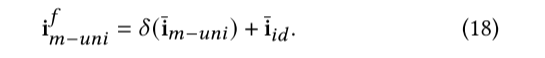 𝐢^f_{m−uni} = δ(ī_{m−uni}) + ī_{id}. (18)